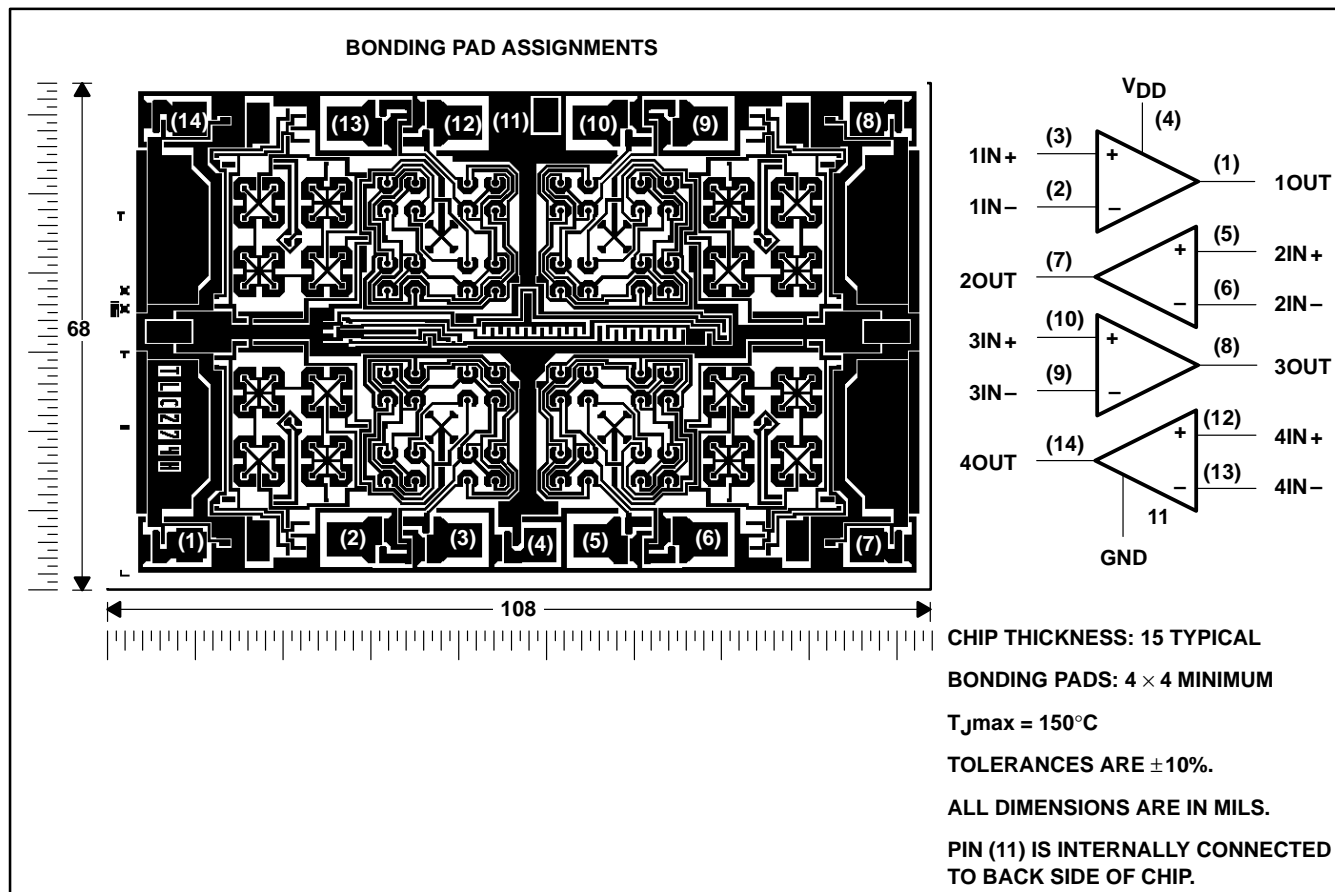 BONDING PAD ASSIGNMENTS
(14) (13) (12) (11) (10) (9) (8)
68
(1) (2) (3) (4) (5) (6) (7)
108
VDD
(4)
(3)
1IN+
+
(1)
1OUT
(2)
1IN−
−
(5)
2IN+
+
(7)
2OUT
(6)
2IN−
−
(10)
3IN+
+
(8)
3OUT
(9)
3IN−
−
(12)
4IN+
+
(14)
4OUT
(13)
4IN−
−
11
GND
CHIP THICKNESS: 15 TYPICAL
BONDING PADS: 4 × 4 MINIMUM
TJmax = 150°C
TOLERANCES ARE ±10%.
ALL DIMENSIONS ARE IN MILS.
PIN (11) IS INTERNALLY CONNECTED
TO BACK SIDE OF CHIP.